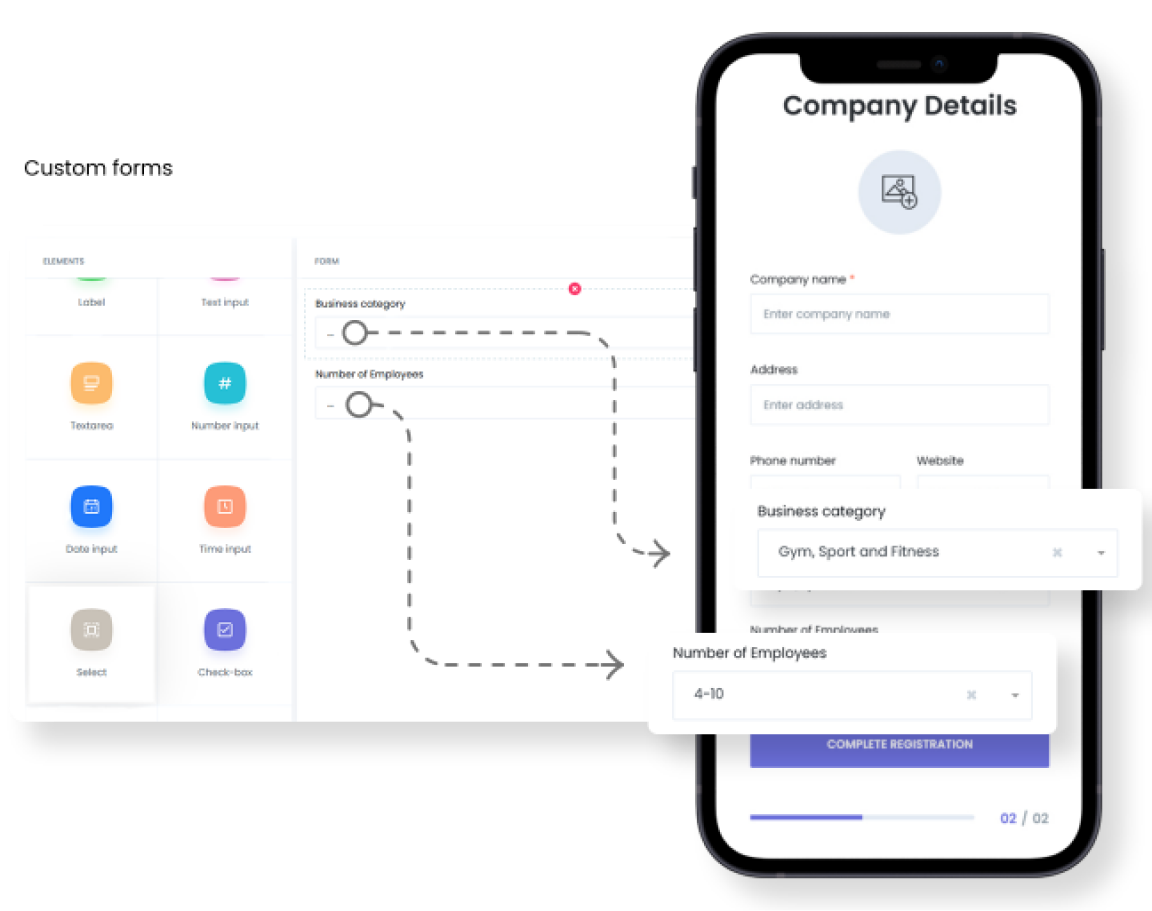 Custom forms
ELEMENTS
Label
Text input
Textarea
#
Number input
Date input
Time input
Select
Check-box
FORM
Business category
–
Number of Employees
–
Company Details
Company name *
Enter company name
Address
Enter address
Phone number
Website
Business category
Gym, Sport and Fitness
Number of Employees
Number of Employees
4-10
COMPLETE REGISTRATION
02 / 02